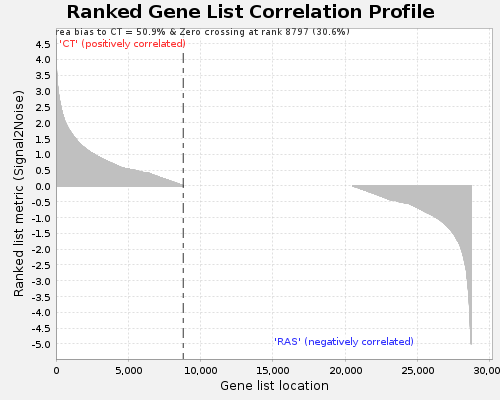 Ranked Gene List Correlation Profile
rea bias to CT = 50.9% & Zero crossing at rank 8797 (30.6%)
'CT' (positively correlated)
4.5
4.0
3.5
3.0
2.5
2.0
1.5
1.0
0.5
0.0
-0.5
-1.0
-1.5
-2.0
-2.5
-3.0
-3.5
-4.0
-4.5
-5.0
Ranked list metric (Signal2Noise)
'RAS' (negatively correlated)
0 5,000 10,000 15,000 20,000 25,000 30,000
Gene list location